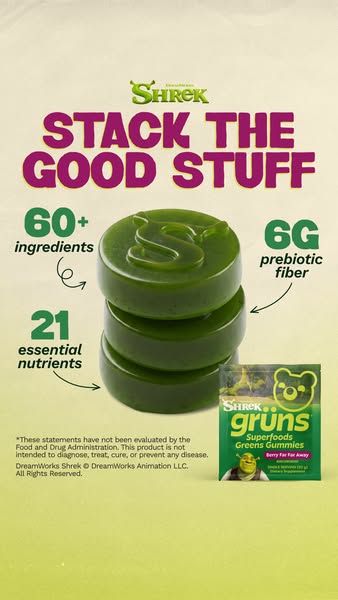 DREAMWORKS
SHREK
STACK THE
GOOD STUFF
60+
ingredients
6G
prebiotic
fiber
21
essential
nutrients
SHREK
grüns
Superfoods
Greens Gummies
Berry Far Far Away
*These statements have not been evaluated by the
Food and Drug Administration. This product is not
intended to diagnose, treat, cure, or prevent any disease.
DreamWorks Shrek © DreamWorks Animation LLC.
All Rights Reserved.